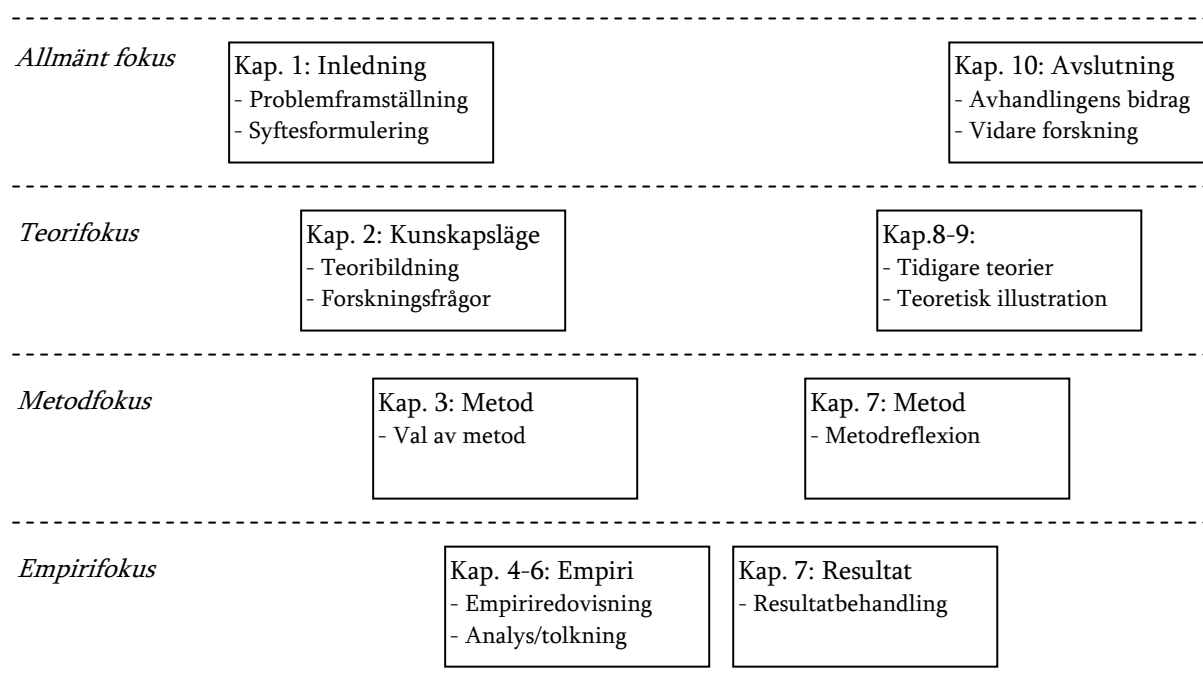 Allmänt fokus
Kap. 1: Inledning
- Problemframställning
- Syftesformulering
Kap. 10: Avslutning
- Avhandlingens bidrag
- Vidare forskning
Teorifokus
Kap. 2: Kunskapsläge
- Teoribildning
- Forskningsfrågor
Kap.8-9:
- Tidigare teorier
- Teoretisk illustration
Metodfokus
Kap. 3: Metod
- Val av metod
Kap. 7: Metod
- Metodreflexion
Empirifokus
Kap. 4-6: Empiri
- Empiriredovisning
- Analys/tolkning
Kap. 7: Resultat
- Resultatbehandling